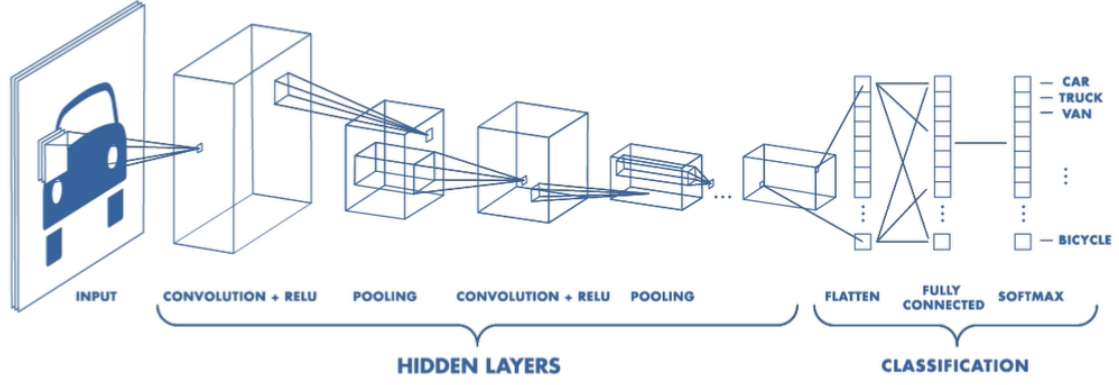 CAR
TRUCK
VAN
...
⋮
⋮
⋮
⋮
BICYCLE
INPUT
CONVOLUTION + RELU
POOLING
CONVOLUTION + RELU
POOLING
FLATTEN
FULLY
CONNECTED
SOFTMAX
HIDDEN LAYERS
CLASSIFICATION